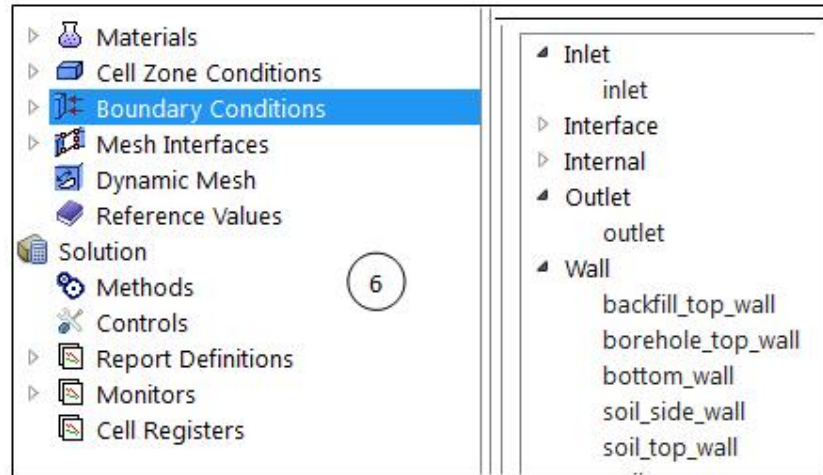 Materials
Cell Zone Conditions
Boundary Conditions
Mesh Interfaces
Dynamic Mesh
Reference Values
Solution
Methods
6
Controls
Report Definitions
Monitors
Cell Registers
Inlet
inlet
Interface
Internal
Outlet
outlet
Wall
backfill_top_wall
borehole_top_wall
bottom_wall
soil_side_wall
soil_top_wall